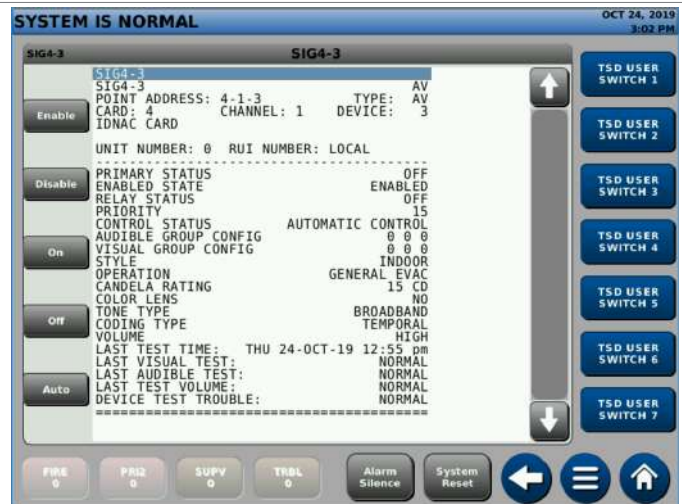 SYSTEM IS NORMAL
OCT 24, 2019
3:02 PM
SIG4-3
SIG4-3
SIG4-3
SIG4-3 AV
POINT ADDRESS: 4-1-3 TYPE: AV
CARD: 4 CHANNEL: 1 DEVICE: 3
IDNAC CARD
UNIT NUMBER: 0 RUI NUMBER: LOCAL
----------------------------------------
PRIMARY STATUS OFF
ENABLED STATE ENABLED
RELAY STATUS OFF
PRIORITY 15
CONTROL STATUS AUTOMATIC CONTROL
AUDIBLE GROUP CONFIG 0 0 0
VISUAL GROUP CONFIG 0 0 0
STYLE INDOOR
OPERATION GENERAL EVAC
CANDELA RATING 15 CD
COLOR LENS NO
TONE TYPE BROADBAND
CODING TYPE TEMPORAL
VOLUME HIGH
LAST TEST TIME: THU 24-OCT-19 12:55 pm
LAST VISUAL TEST: NORMAL
LAST AUDIBLE TEST: NORMAL
LAST TEST VOLUME: NORMAL
DEVICE TEST TROUBLE: NORMAL
========================================
Enable
Disable
On
Off
Auto
TSD USER
SWITCH 1
TSD USER
SWITCH 2
TSD USER
SWITCH 3
TSD USER
SWITCH 4
TSD USER
SWITCH 5
TSD USER
SWITCH 6
TSD USER
SWITCH 7
FIRE
0
PRI2
0
SUPV
0
TRBL
0
Alarm
Silence
System
Reset